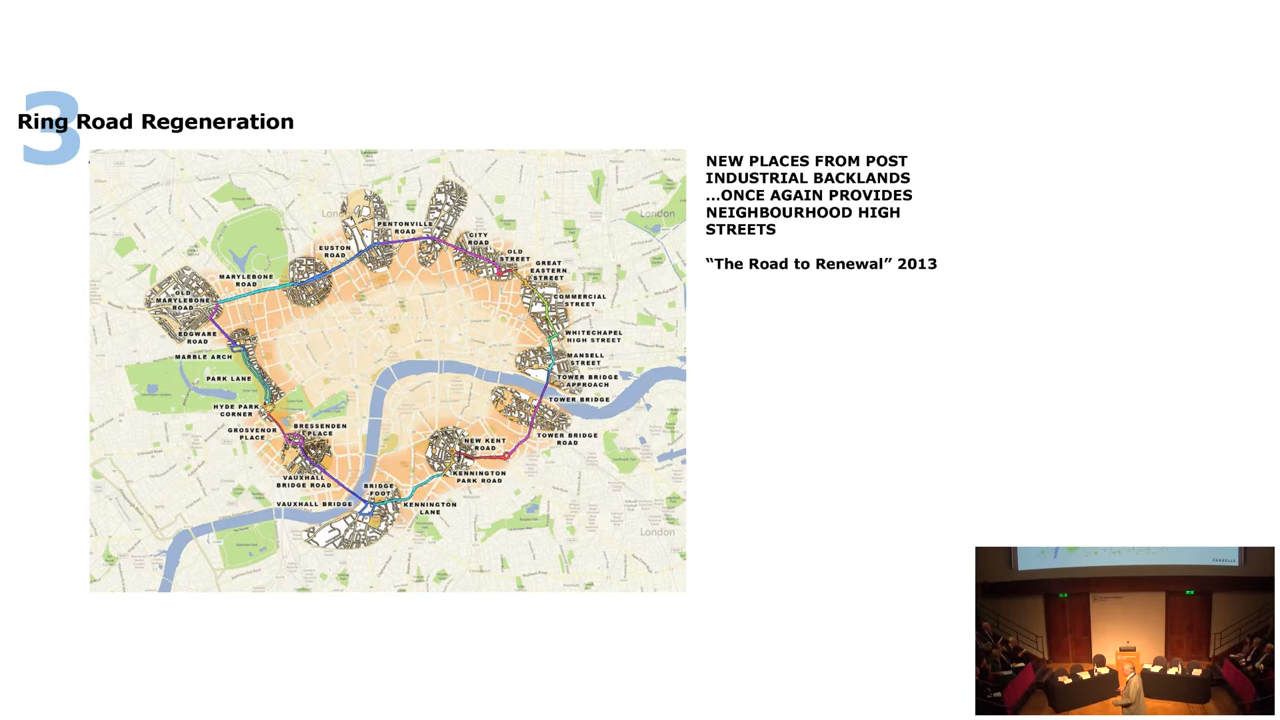 3
Ring Road Regeneration
NEW PLACES FROM POST
INDUSTRIAL BACKLANDS
...ONCE AGAIN PROVIDES
NEIGHBOURHOOD HIGH
STREETS
“The Road to Renewal” 2013
London
London
PENTONVILLE
ROAD
CITY
ROAD
EUSTON
ROAD
OLD
STREET
GREAT
EASTERN
STREET
MARYLEBONE
ROAD
OLD
MARYLEBONE
ROAD
COMMERCIAL
STREET
EDGWARE
ROAD
WHITECHAPEL
HIGH STREET
MARBLE ARCH
MANSELL
STREET
PARK LANE
TOWER BRIDGE
APPROACH
TOWER BRIDGE
HYDE PARK
CORNER
GROSVENOR
PLACE
BRESSENDEN
PLACE
NEW KENT
ROAD
TOWER BRIDGE
ROAD
VAUXHALL
BRIDGE ROAD
KENNINGTON
PARK ROAD
BRIDGE
-FOOT
VAUXHALL BRIDGE
KENNINGTON
LANE
London
FARRELLS